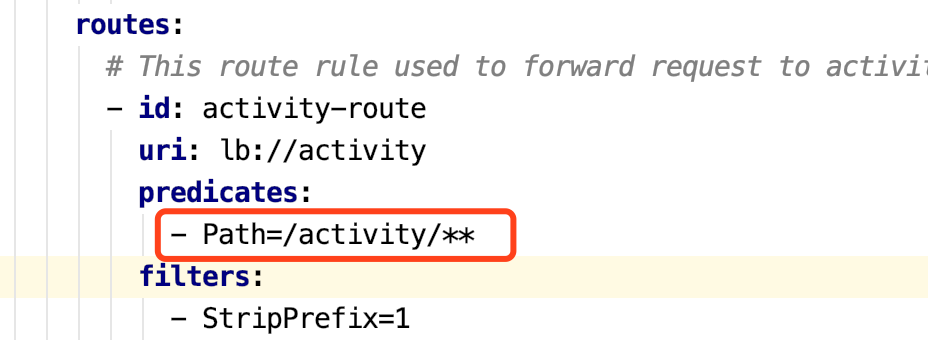 routes:
# This route rule used to forward request to
- id: activity-route
uri: lb://activity
predicates:
- Path=/activity/**
filters:
- StripPrefix=1